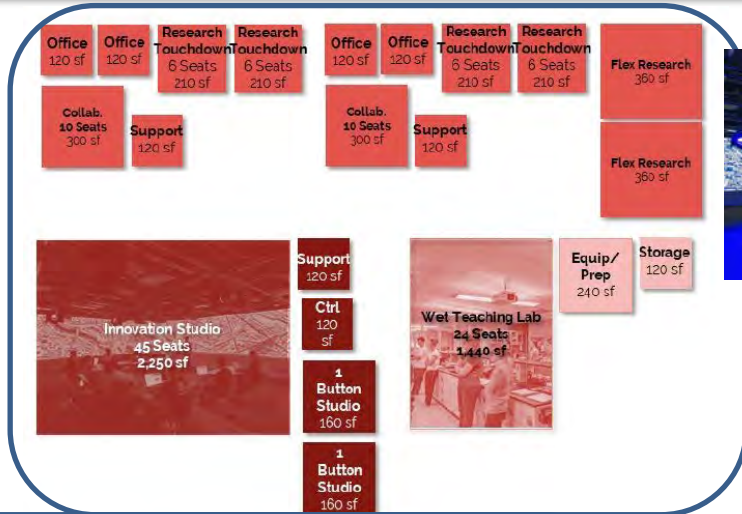 Office
120 sf
Office
120 sf
Research
Touchdown
6 Seats
210 sf
Research
Touchdown
6 Seats
210 sf
Collab.
10 Seats
300 sf
Support
120 sf
Office
120 sf
Office
120 sf
Research
Touchdown
6 Seats
210 sf
Research
Touchdown
6 Seats
210 sf
Collab.
10 Seats
300 sf
Support
120 sf
Flex Research
360 sf
Flex Research
360 sf
Innovation Studio
45 Seats
2,250 sf
Support
120 sf
Ctrl
120
sf
1
Button
Studio
160 sf
1
Button
Studio
160 sf
Wet Teaching Lab
24 Seats
1,440 sf
Equip/
Prep
240 sf
Storage
120 sf